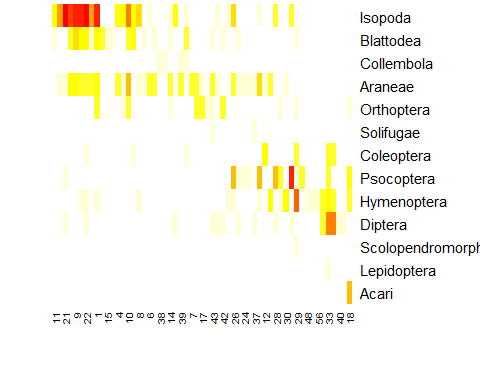 Isopoda
Blattodea
Collembola
Araneae
Orthoptera
Solifugae
Coleoptera
Psocoptera
Hymenoptera
Diptera
Scolopendromorph
Lepidoptera
Acari
11 21 9 22 1 15 4 10 8 6 38 14 39 7 17 43 42 26 24 37 12 28 30 29 48 56 33 40 18